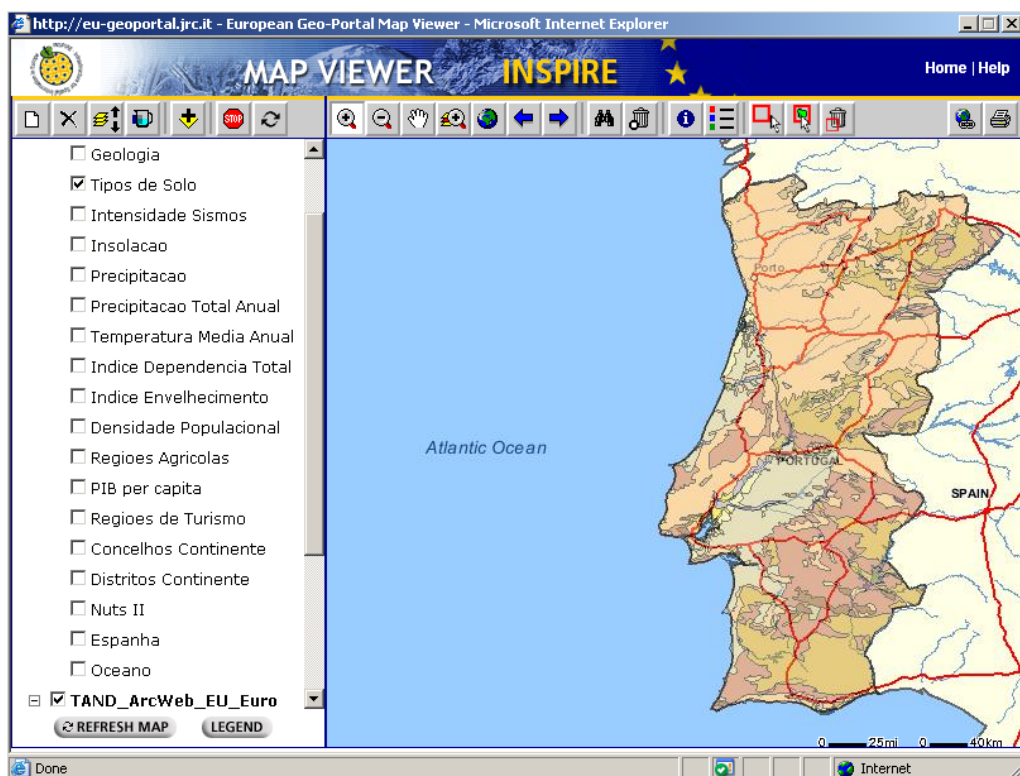 http://eu-geoportal.jrc.it - European Geo-Portal Map Viewer - Microsoft Internet Explorer
MAP VIEWER INSPIRE
Home | Help
STOP
Geologia
Tipos de Solo
Intensidade Sismos
Insolacao
Precipitacao
Precipitacao Total Anual
Temperatura Media Anual
Indice Dependencia Total
Indice Envelhecimento
Densidade Populacional
Regioes Agricolas
PIB per capita
Regioes de Turismo
Concelhos Continente
Distritos Continente
Nuts II
Espanha
Oceano
TAND_ArcWeb_EU_Euro
REFRESH MAP LEGEND
Porto
Atlantic Ocean
PORTUGAL
SPAIN
0 25mi 0 40km
Done Internet